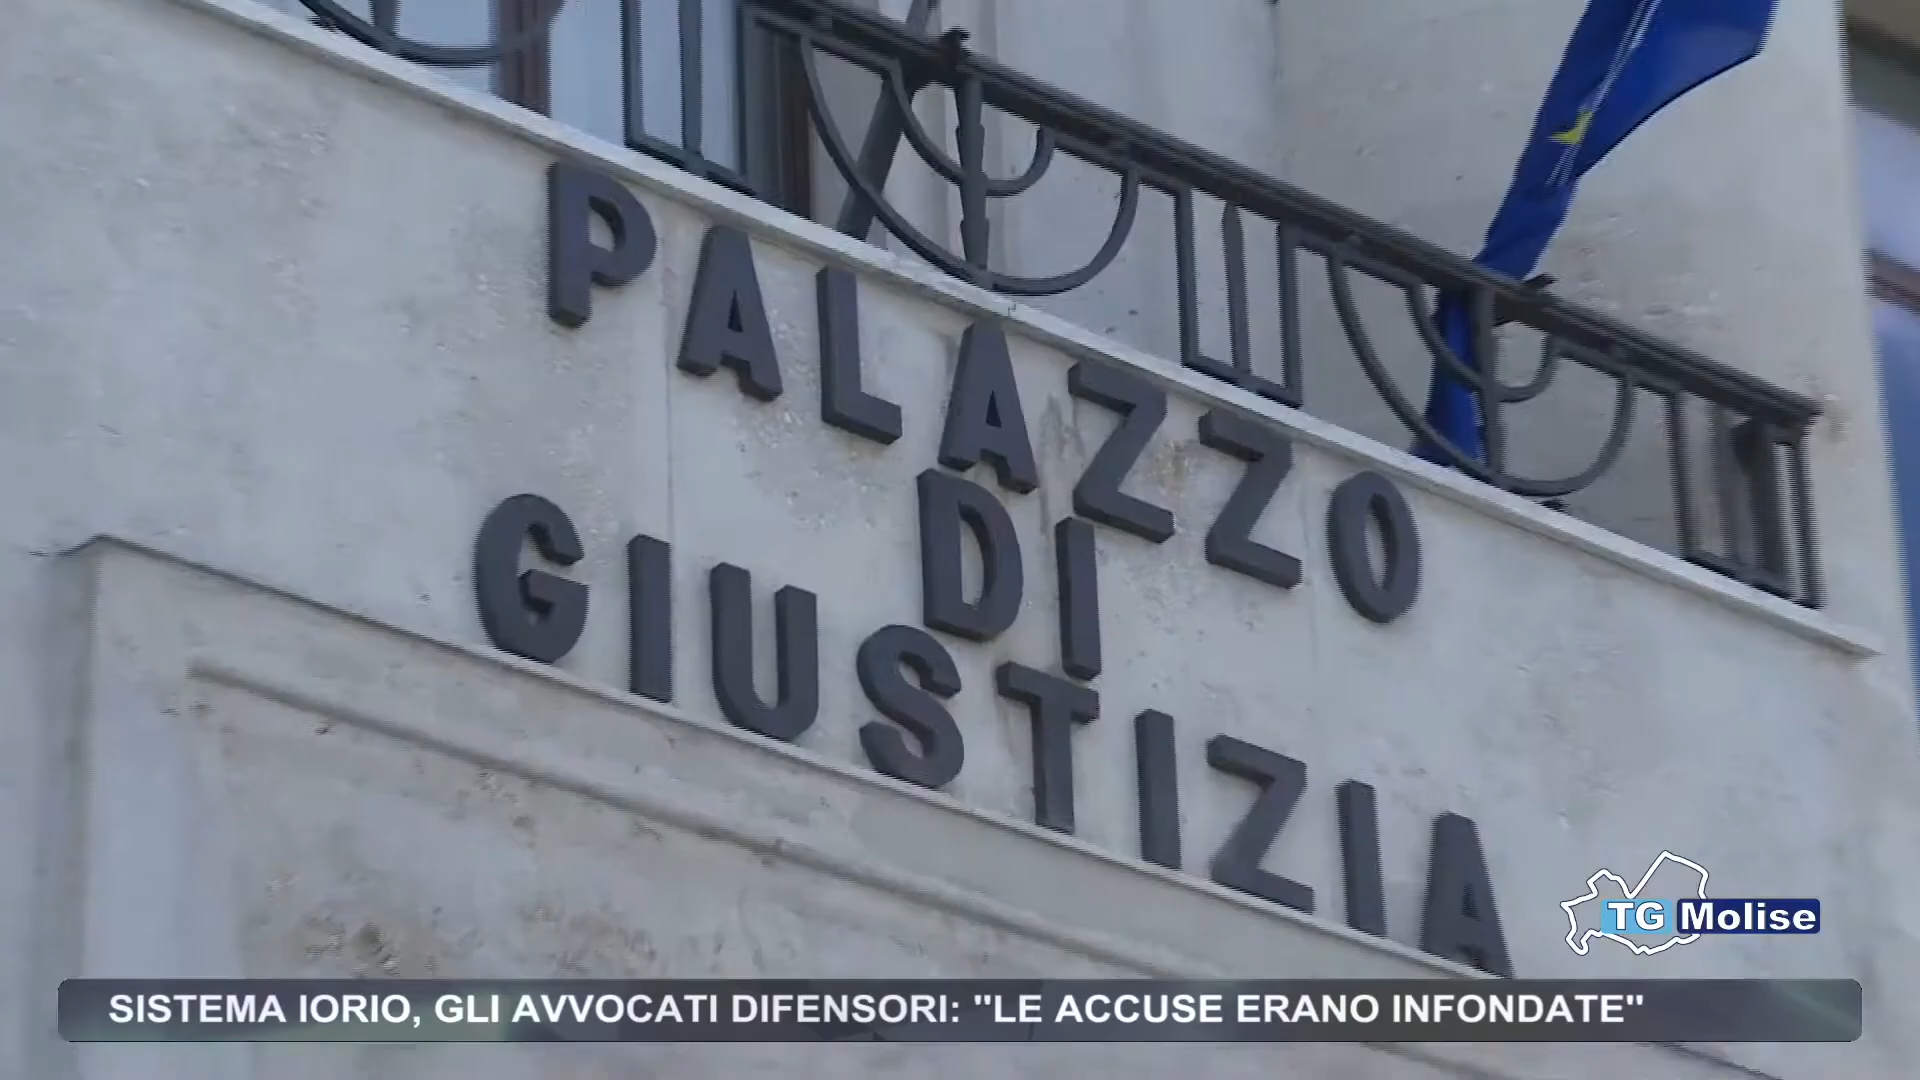 PALAZZO
DI
GIUSTIZIA
TG Molise
SISTEMA IORIO, GLI AVVOCATI DIFENSORI: "LE ACCUSE ERANO INFONDATE"